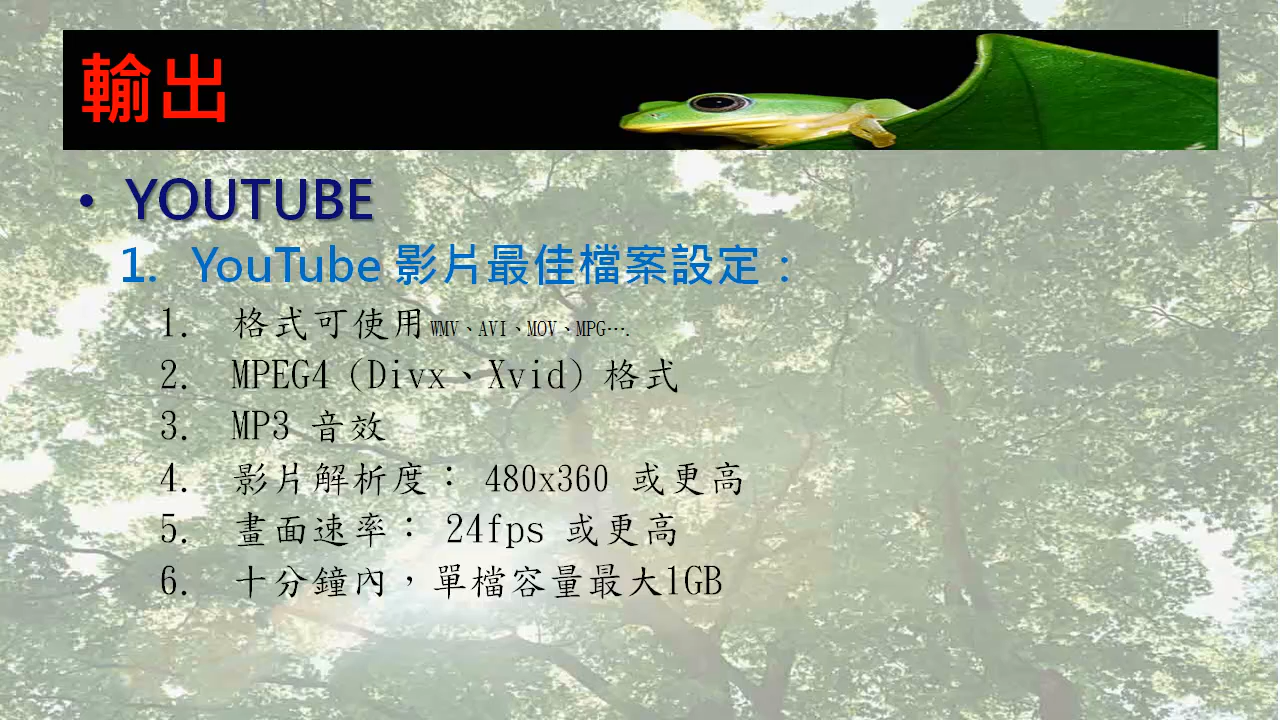 輸出
• YOUTUBE
1. YouTube 影片最佳檔案設定：
1. 格式可使用WMV、AVI、MOV、MPG….
2. MPEG4 (Divx、Xvid) 格式
3. MP3 音效
4. 影片解析度： 480x360 或更高
5. 畫面速率： 24fps 或更高
6. 十分鐘內，單檔容量最大1GB